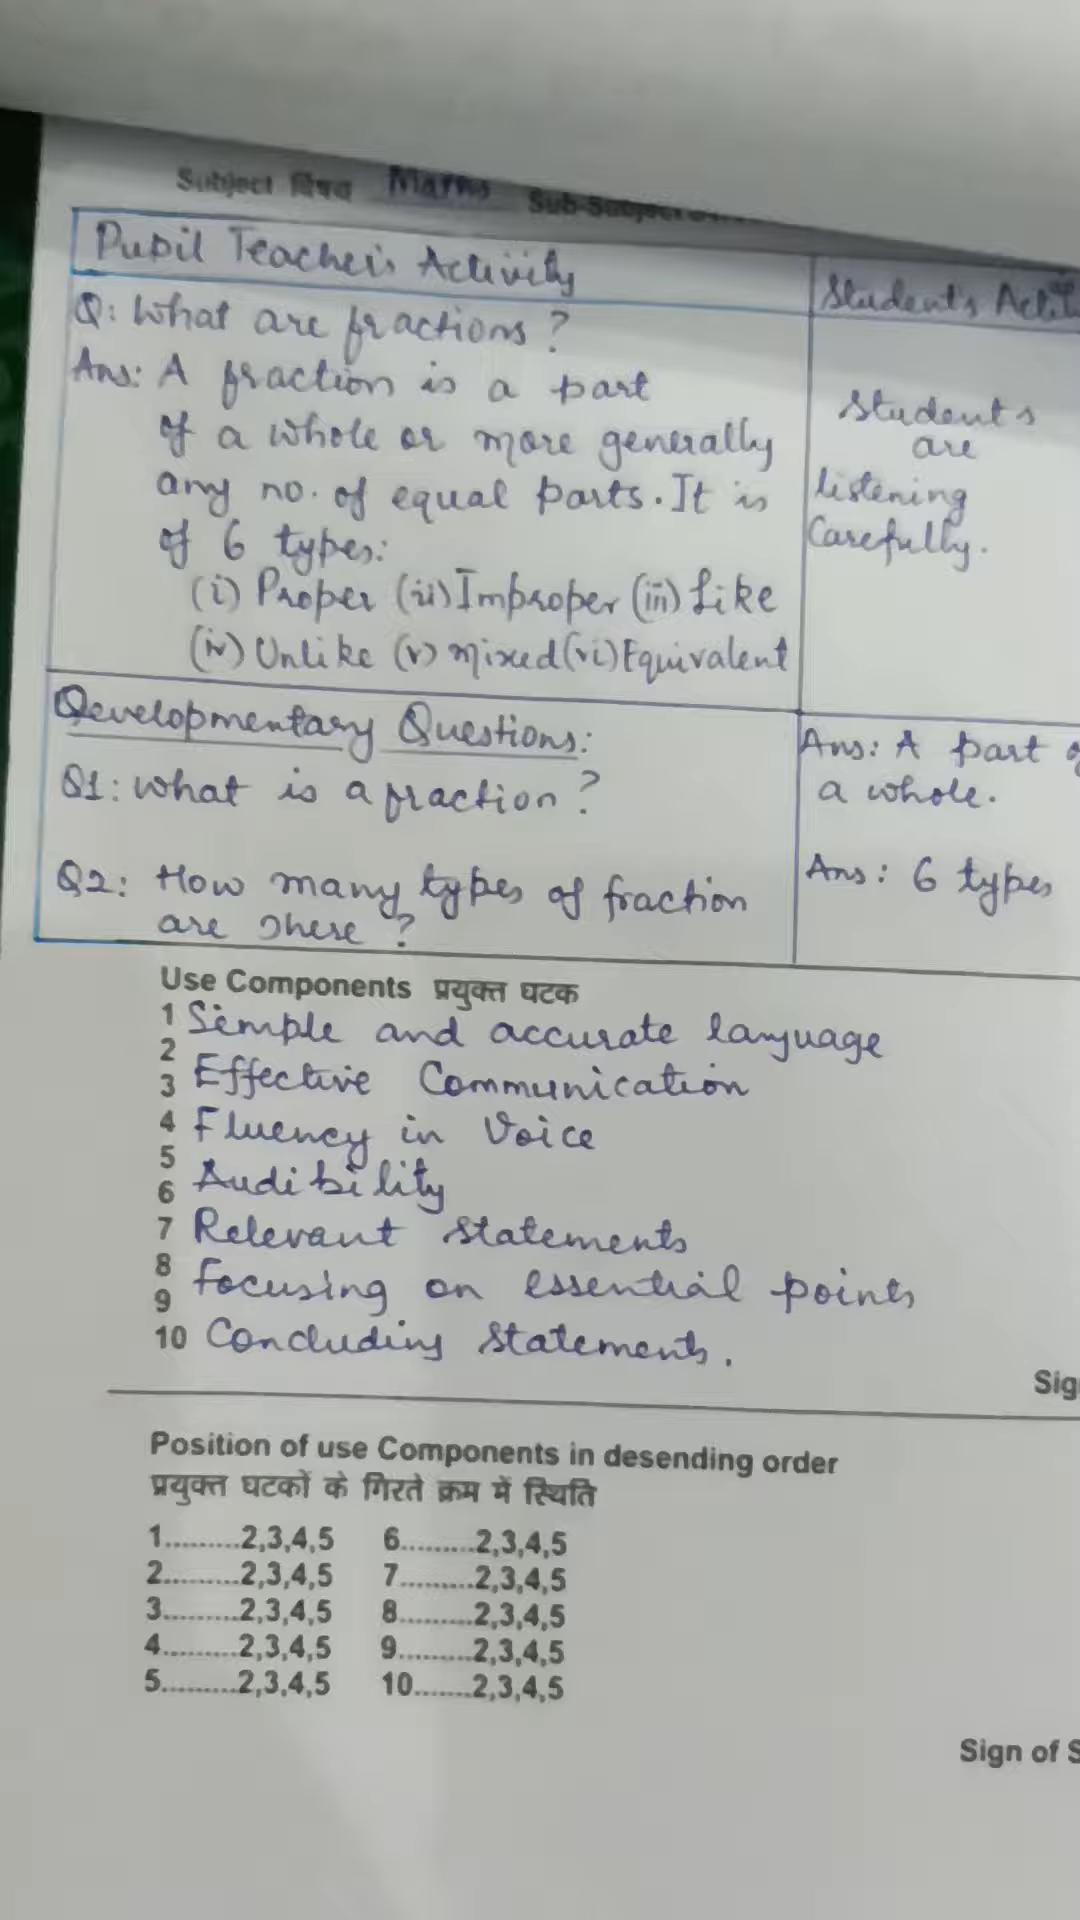 Subject विषय Maths Sub-Subject
Pupil Teacher's Activity
Student's
Q: What are fractions?
Ans: A fraction is a part
of a whole or more generally
any no. of equal parts. It is
of 6 types:
(i) Proper (ii) Improper (iii) Like
(iv) Unlike (v) Mixed (vi) Equivalent
Students
are
listening
Carefully.
Developmentary Questions:
Q1: What is a fraction?
Ans: A part
a whole.
Q2: How many types of fraction
are there?
Ans: 6 types
Use Components प्रयुक्त घटक
1 Simple and accurate language
2
3 Effective Communication
4 Fluency in Voice
5
6 Audibility
7 Relevant Statements
8 Focusing on essential points
9
10 Concluding Statements.
Position of use Components in desending order
प्रयुक्त घटकों के गिरते क्रम में स्थिति
1.........2,3,4,5 6.........2,3,4,5
2.........2,3,4,5 7.........2,3,4,5
3.........2,3,4,5 8.........2,3,4,5
4.........2,3,4,5 9.........2,3,4,5
5.........2,3,4,5 10.......2,3,4,5
Sign of